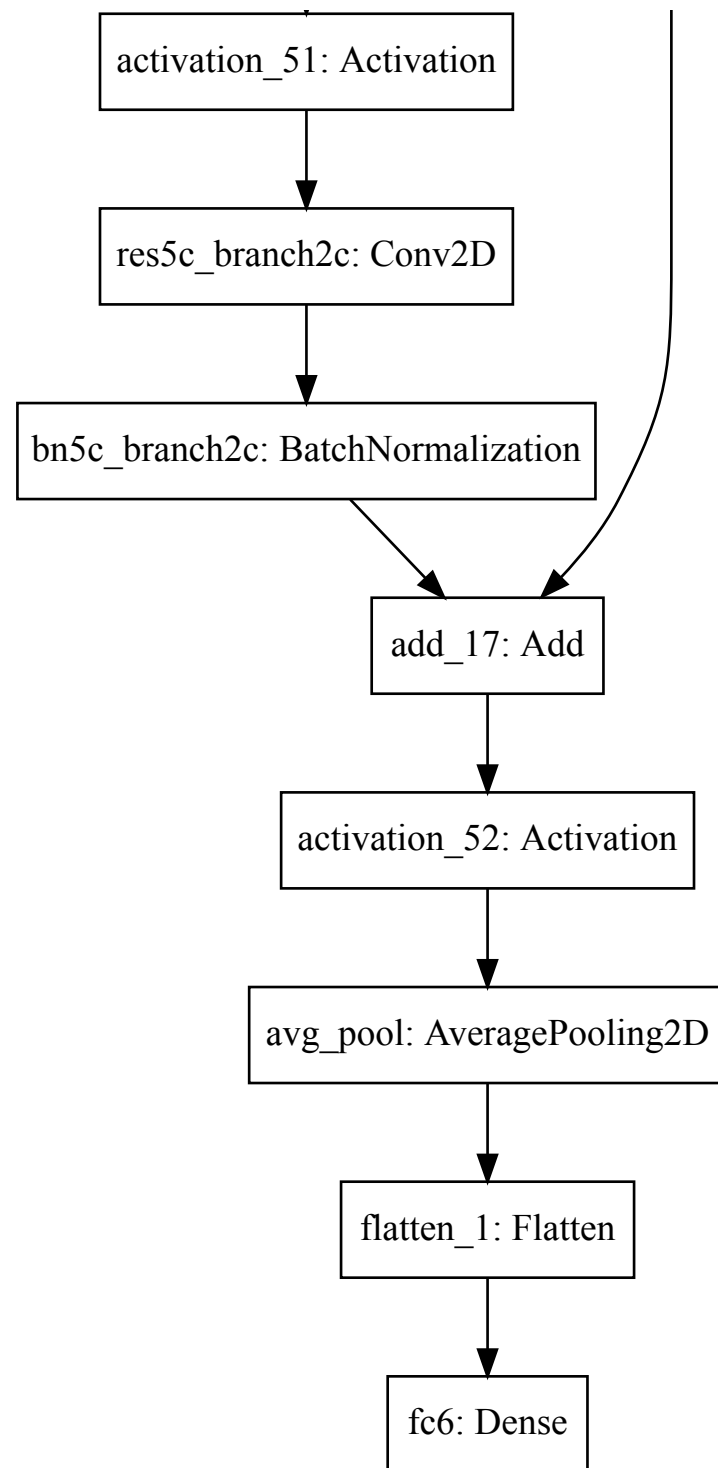 activation_51: Activation
res5c_branch2c: Conv2D
bn5c_branch2c: BatchNormalization
add_17: Add
activation_52: Activation
avg_pool: AveragePooling2D
flatten_1: Flatten
fc6: Dense